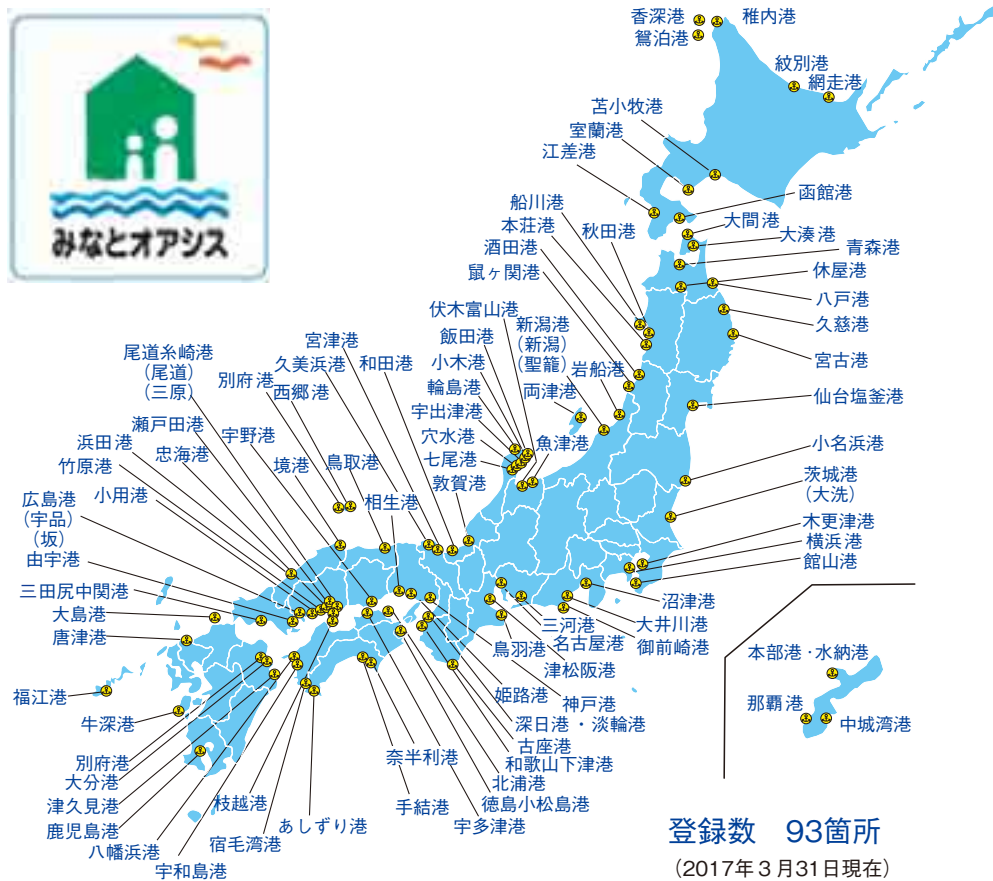 みなとオアシス
香深港
稚内港
鴛泊港
紋別港
網走港
苫小牧港
室蘭港
江差港
函館港
船川港
大間港
本荘港
秋田港
大湊港
酒田港
青森港
鼠ヶ関港
休屋港
八戸港
久慈港
宮古港
伏木富山港
飯田港
新潟港
(新潟)
(聖籠)
小木港
岩船港
輪島港
両津港
宇出津港
穴水港
魚津港
七尾港
敦賀港
仙台塩釜港
小名浜港
茨城港
(大洗)
木更津港
横浜港
館山港
宮津港
久美浜港
和田港
尾道糸崎港
(尾道)
(三原)
別府港
西郷港
瀬戸田港
宇野港
浜田港
忠海港
境港
鳥取港
竹原港
小用港
相生港
広島港
(宇品)
(坂)
由宇港
三田尻中関港
大島港
唐津港
福江港
牛深港
別府港
大分港
津久見港
鹿児島港
八幡浜港
宇和島港
枝越港
宿毛湾港
あしずり港
手結港
奈半利港
宇多津港
徳島小松島港
北浦港
和歌山下津港
古座港
深日港・淡輪港
神戸港
姫路港
津松阪港
鳥羽港
名古屋港
三河港
御前崎港
大井川港
沼津港
本部港・水納港
那覇港
中城湾港
登録数 93箇所
(2017年3月31日現在)